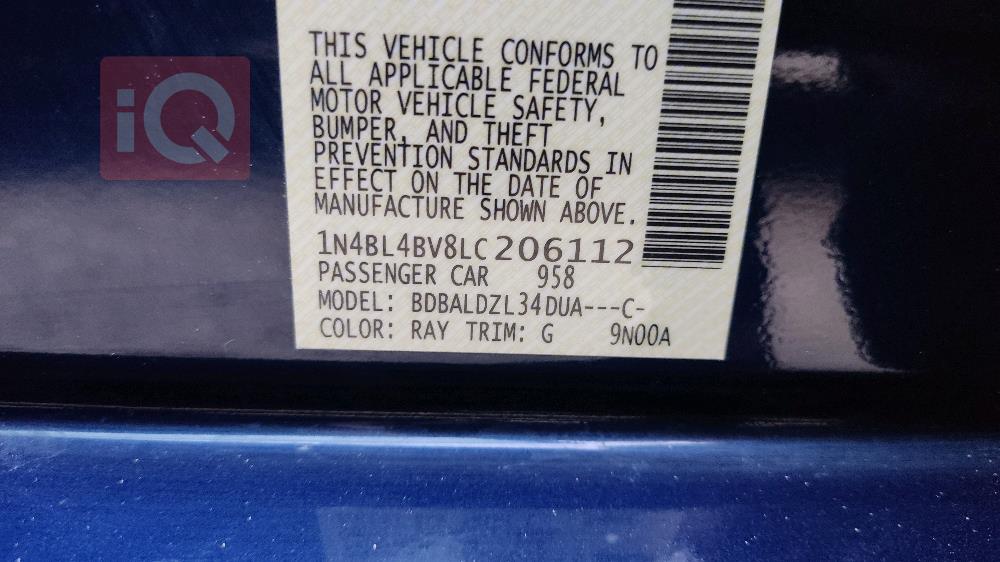 iQ
THIS VEHICLE CONFORMS TO
ALL APPLICABLE FEDERAL
MOTOR VEHICLE SAFETY,
BUMPER, AND THEFT
PREVENTION STANDARDS IN
EFFECT ON THE DATE OF
MANUFACTURE SHOWN ABOVE.
1N4BL4BV8LC206112
PASSENGER CAR 958
MODEL: BDBALDZL34DUA---C-
COLOR: RAY TRIM: G 9N00A